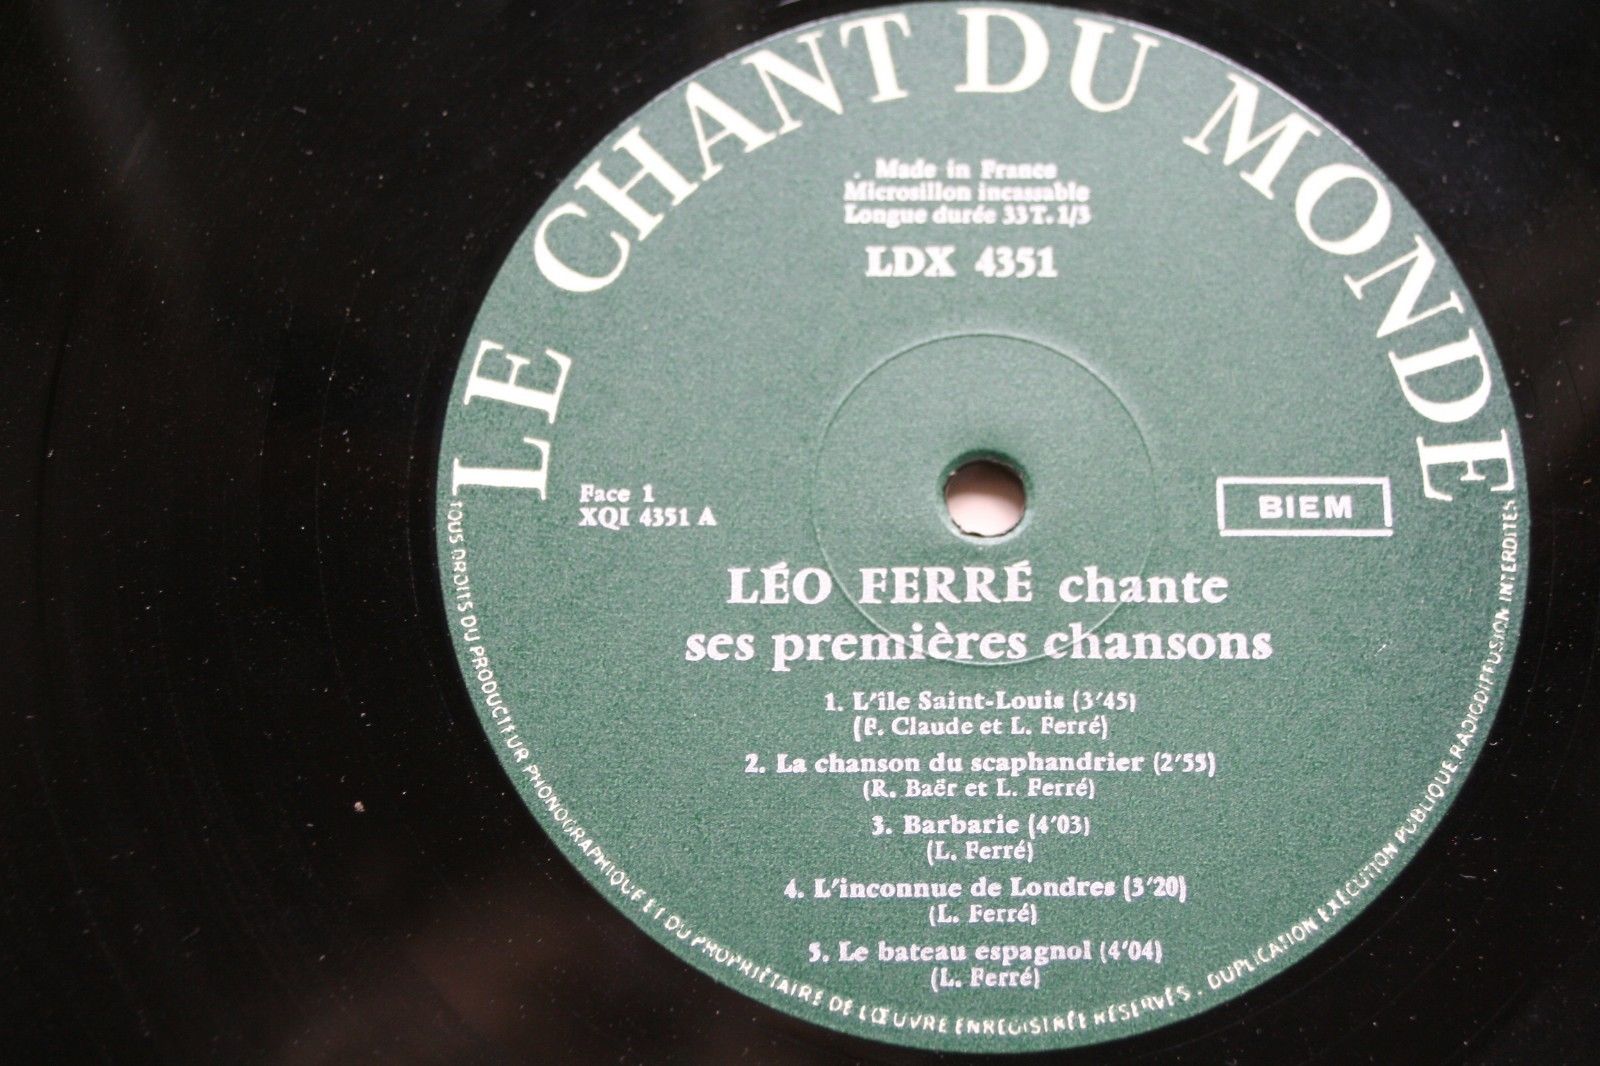 LE CHANT DU MONDE
Made in France
Microsillon incassable
Longue durée 33 T. 1/3
LDX 4351
Face 1
XQI 4351 A
BIEM
LÉO FERRÉ chante
ses premières chansons
1. L'île Saint-Louis (3'45)
(F. Claude et L. Ferré)
2. La chanson du scaphandrier (2'55)
(R. Baër et L. Ferré)
3. Barbarie (4'03)
(L. Ferré)
4. L'inconnue de Londres (3'20)
(L. Ferré)
5. Le bateau espagnol (4'04)
(L. Ferré)
TOUS DROITS DU PRODUCTEUR PHONOGRAPHIQUE ET DU PROPRIÉTAIRE DE L'ŒUVRE ENREGISTRÉE RÉSERVÉS. DUPLICATION EXÉCUTION PUBLIQUE RADIODIFFUSION INTERDITES